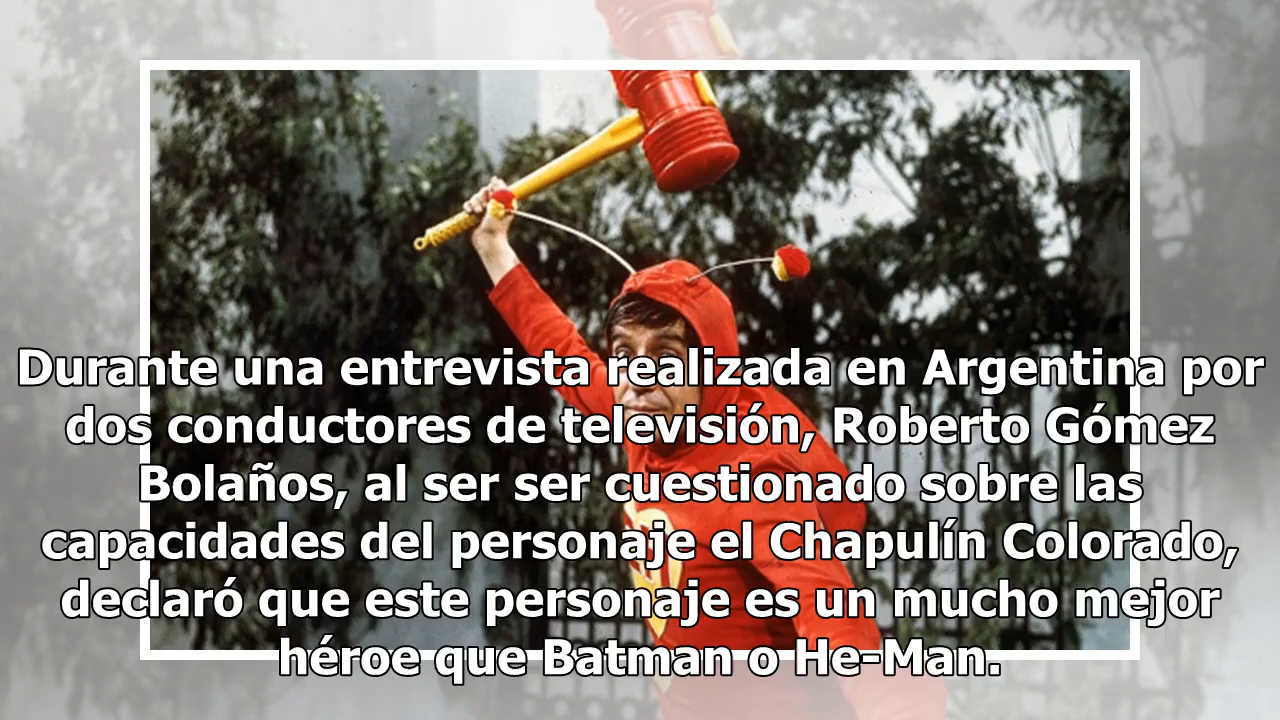 Durante una entrevista realizada en Argentina por
dos conductores de televisión, Roberto Gómez
Bolaños, al ser ser cuestionado sobre las
capacidades del personaje el Chapulín Colorado,
declaró que este personaje es un mucho mejor
héroe que Batman o He-Man.